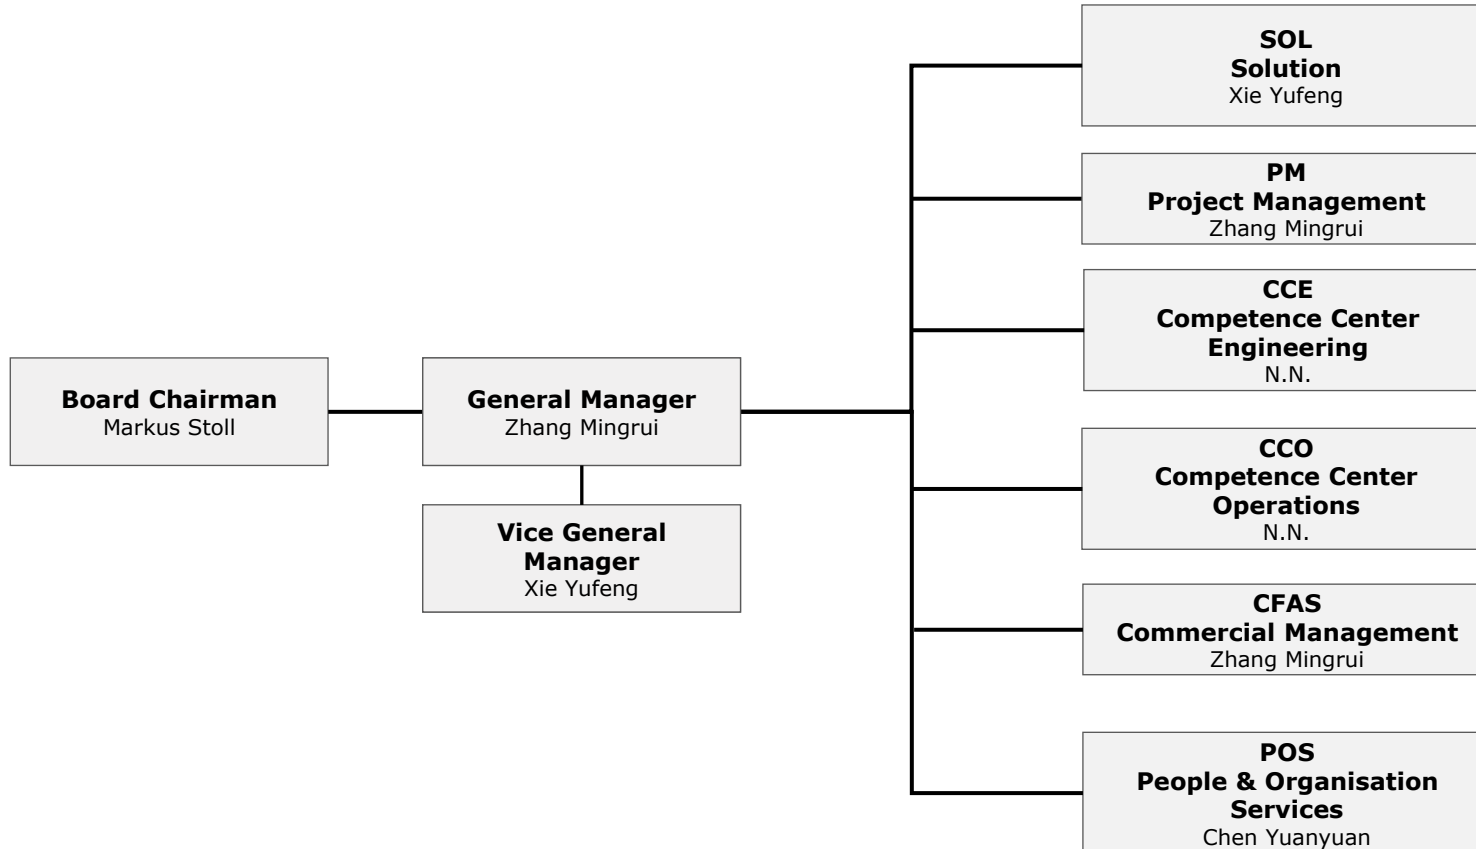 Board Chairman
Markus Stoll
General Manager
Zhang Mingrui
Vice General
Manager
Xie Yufeng
SOL
Solution
Xie Yufeng
PM
Project Management
Zhang Mingrui
CCE
Competence Center
Engineering
N.N.
CCO
Competence Center
Operations
N.N.
CFAS
Commercial Management
Zhang Mingrui
POS
People & Organisation
Services
Chen Yuanyuan